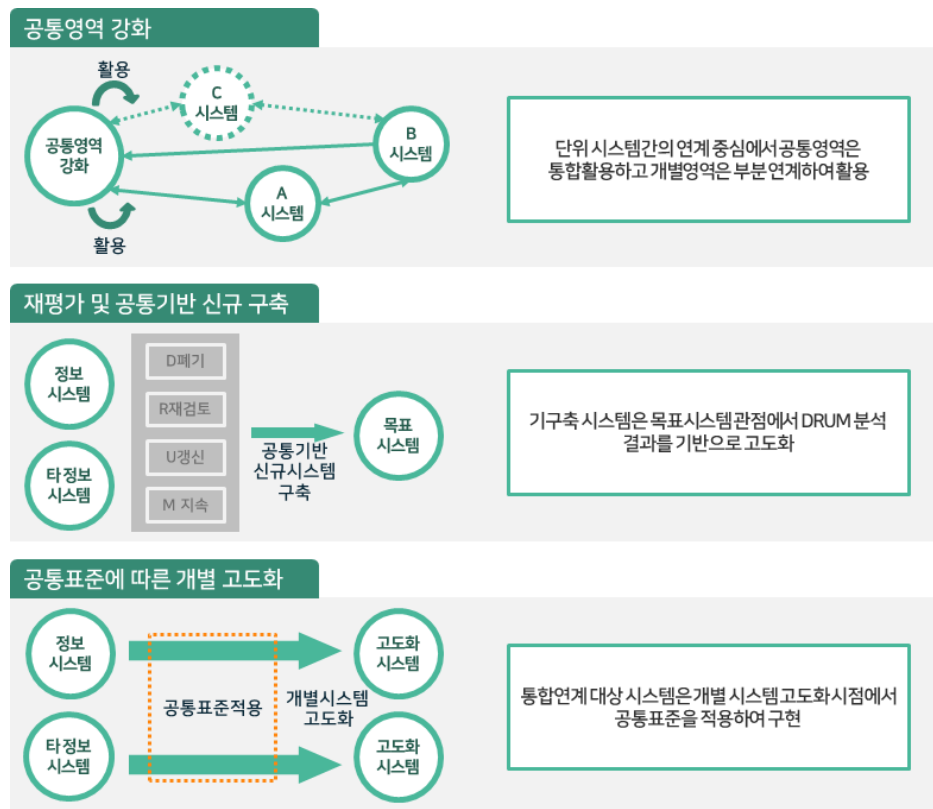 공통영역 강화
활용
C
시스템
공통영역
강화
B
시스템
A
시스템
활용
단위 시스템간의 연계 중심에서 공통영역은
통합활용하고 개별영역은 부분 연계하여 활용
재평가 및 공통기반 신규 구축
정보
시스템
타정보
시스템
D폐기
R재검토
U갱신
M 지속
공통기반
신규시스템
구축
목표
시스템
기구축 시스템은 목표시스템 관점에서 DRUM 분석
결과를 기반으로 고도화
공통표준에 따른 개별 고도화
정보
시스템
타정보
시스템
공통표준적용
개별시스템
고도화
고도화
시스템
고도화
시스템
통합연계 대상 시스템은 개별 시스템 고도화 시점에서
공통표준을 적용하여 구현